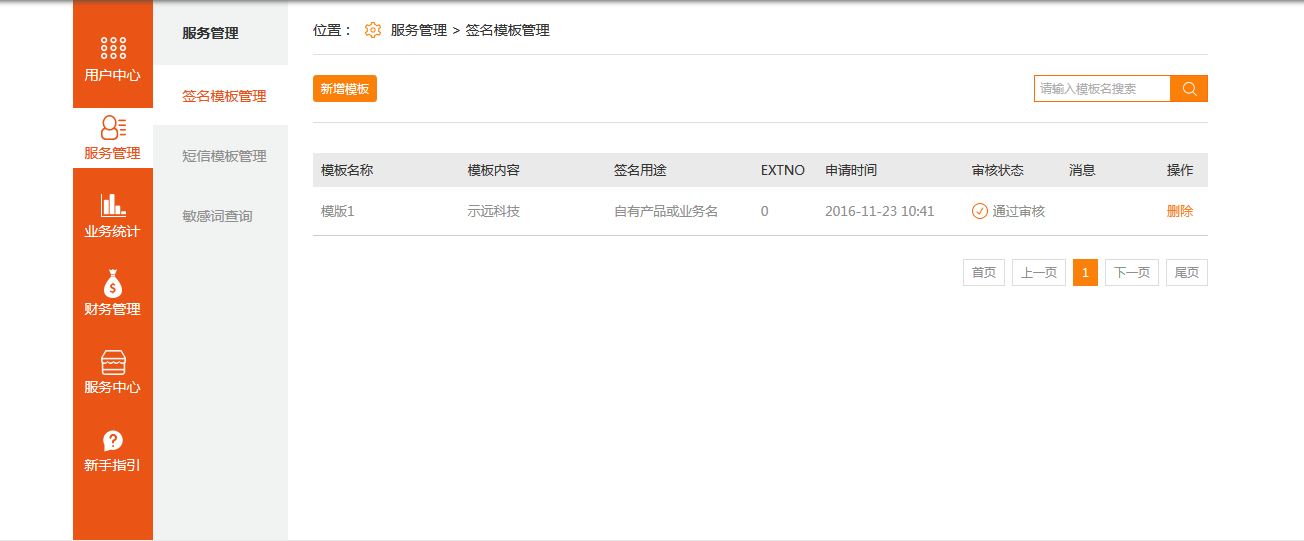 用户中心
服务管理
业务统计
财务管理
服务中心
新手指引
服务管理
签名模板管理
短信模板管理
敏感词查询
位置： 服务管理 > 签名模板管理
新增模板 请输入模板名搜索
模板名称 模板内容 签名用途 EXTNO 申请时间 审核状态 消息 操作
模版1 示远科技 自有产品或业务名 0 2016-11-23 10:41 通过审核 删除
首页 上一页 1 下一页 尾页